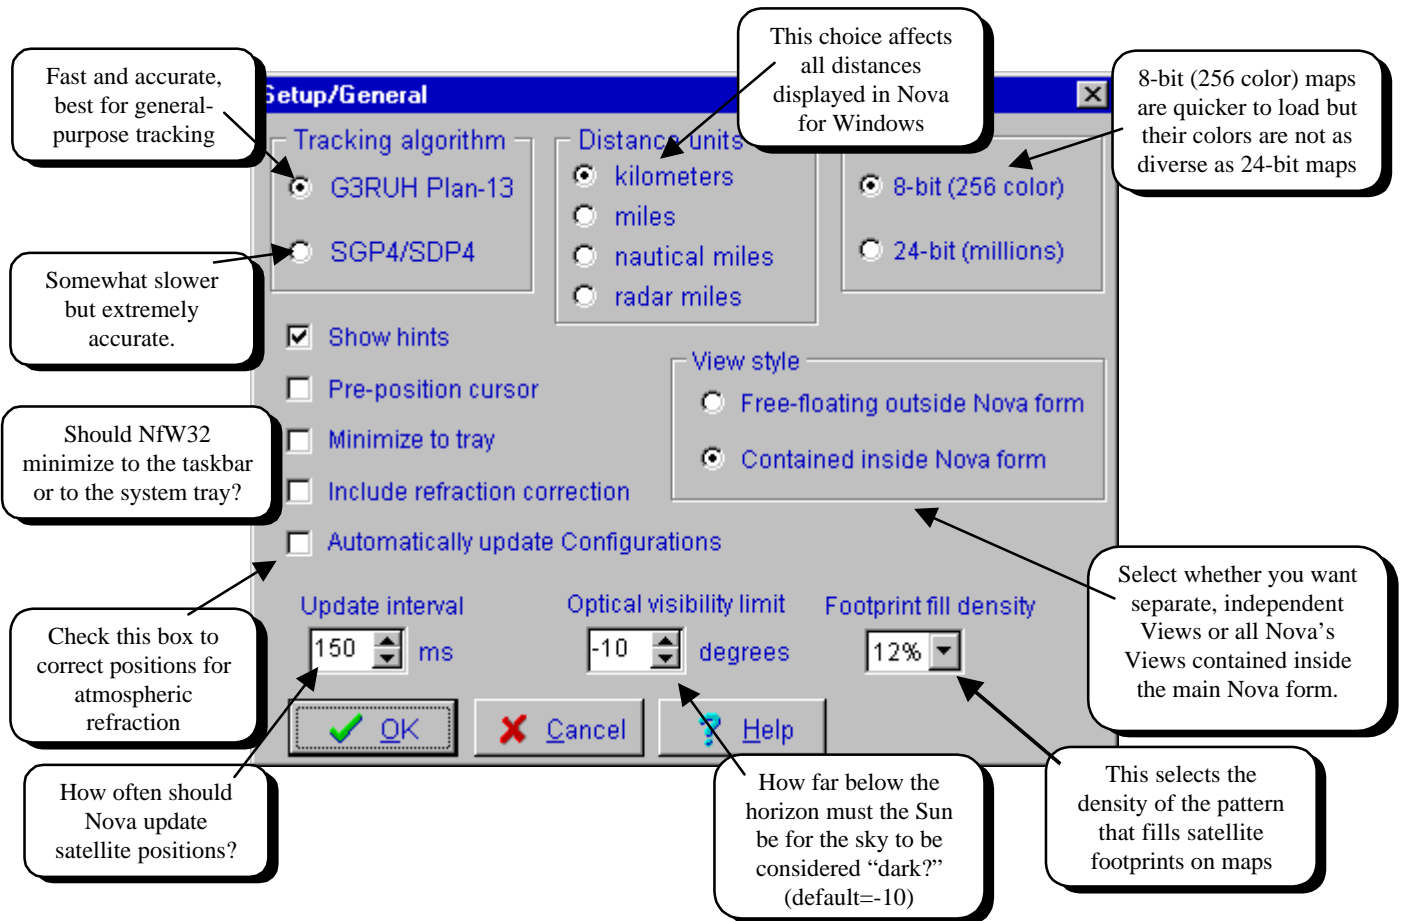 This choice affects
all distances
displayed in Nova
for Windows
Fast and accurate,
best for general-
purpose tracking
8-bit (256 color) maps
are quicker to load but
their colors are not as
diverse as 24-bit maps
Setup/General
Tracking algorithm
G3RUH Plan-13
SGP4/SDP4
Distance units
kilometers
miles
nautical miles
radar miles
8-bit (256 color)
24-bit (millions)
Somewhat slower
but extremely
accurate.
Show hints
Pre-position cursor
Minimize to tray
Include refraction correction
Automatically update Configurations
View style
Free-floating outside Nova form
Contained inside Nova form
Should NfW32
minimize to the taskbar
or to the system tray?
Select whether you want
separate, independent
Views or all Nova’s
Views contained inside
the main Nova form.
Check this box to
correct positions for
atmospheric
refraction
Update interval
150 ms
Optical visibility limit
-10 degrees
Footprint fill density
12%
OK
Cancel
Help
How often should
Nova update
satellite positions?
How far below the
horizon must the Sun
be for the sky to be
considered “dark?”
(default=-10)
This selects the
density of the pattern
that fills satellite
footprints on maps